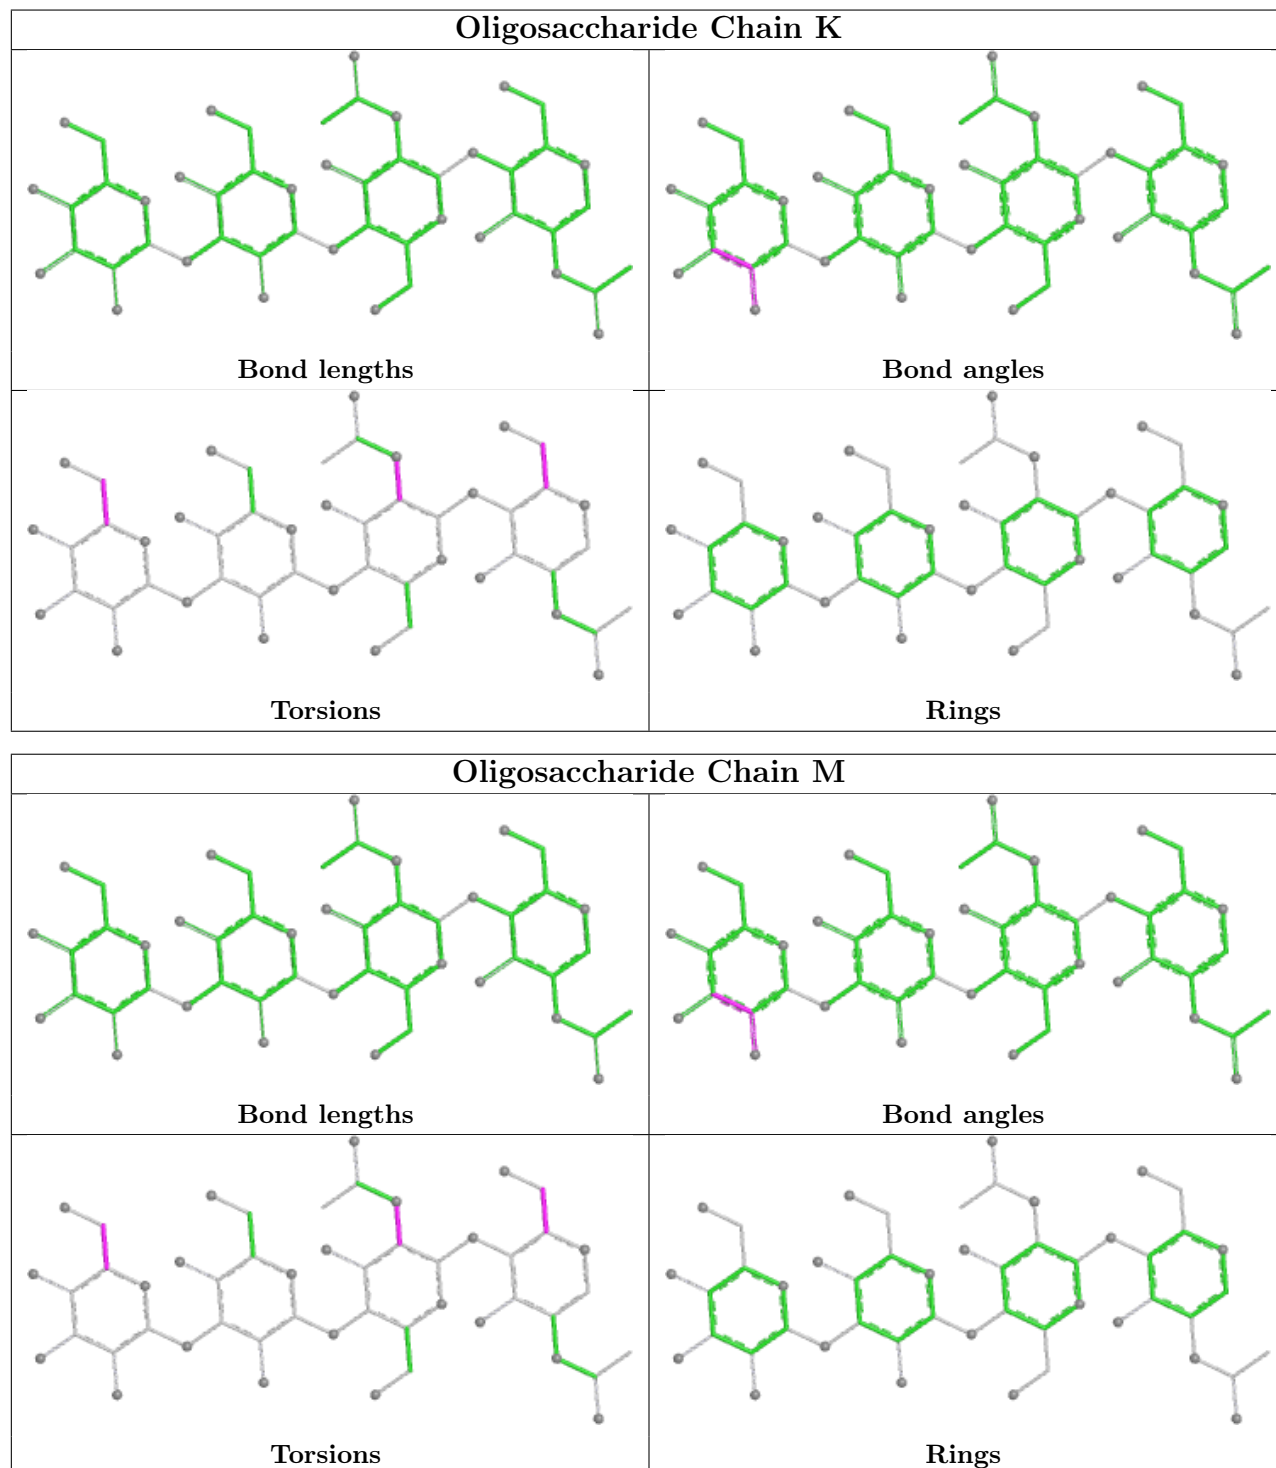 Oligosaccharide Chain K
Bond lengths
Bond angles
Torsions
Rings
Oligosaccharide Chain M
Bond lengths
Bond angles
Torsions
Rings